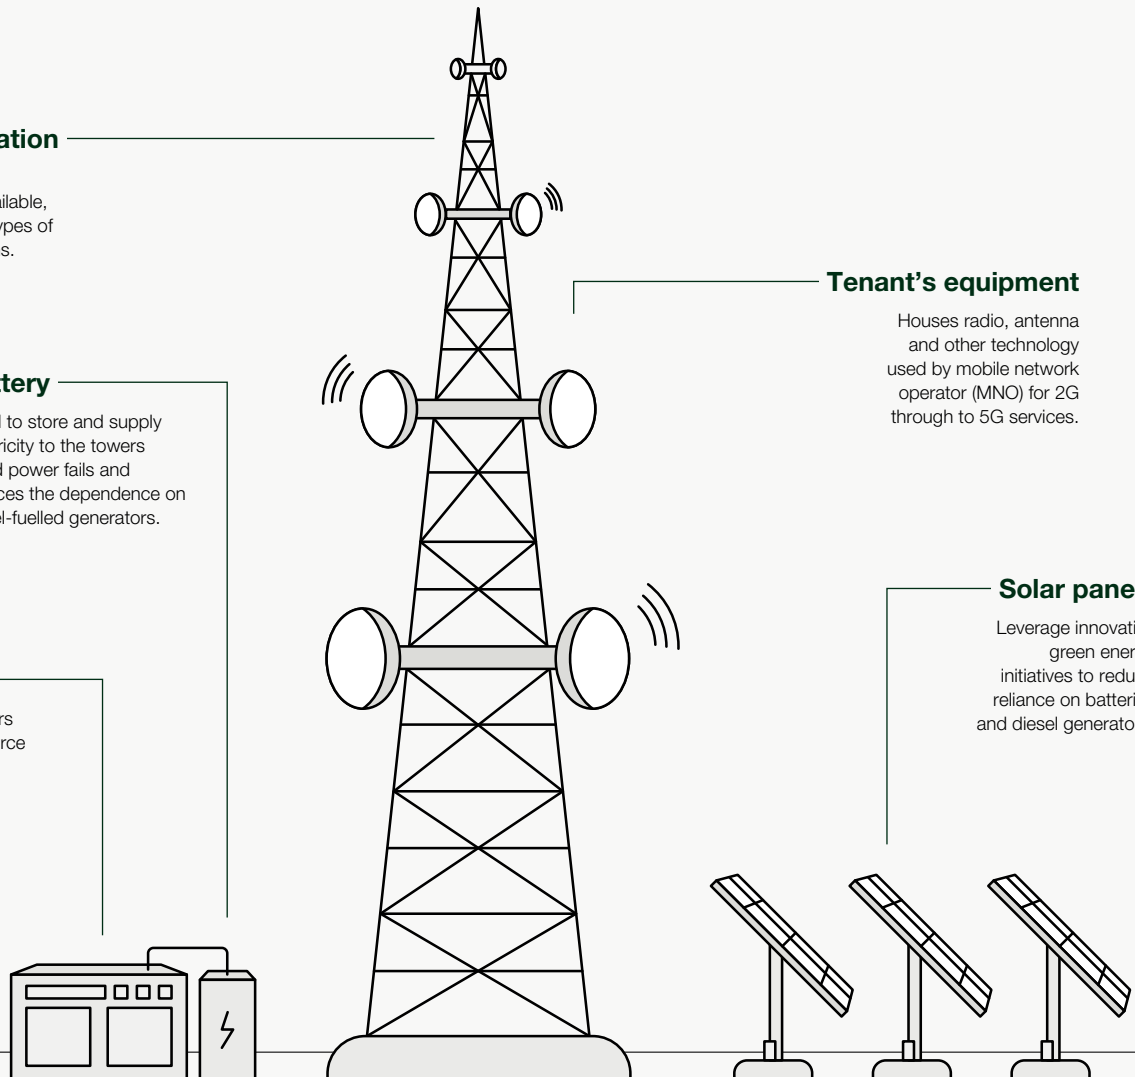 ation
ilable,
ypes of
s.
Tenant’s equipment
Houses radio, antenna
and other technology
used by mobile network
operator (MNO) for 2G
through to 5G services.
ttery
l to store and supply
ricity to the towers
d power fails and
ces the dependence on
el-fuelled generators.
Solar pane
Leverage innovati
green ener
initiatives to redu
reliance on batteri
and diesel generato
rs
rce